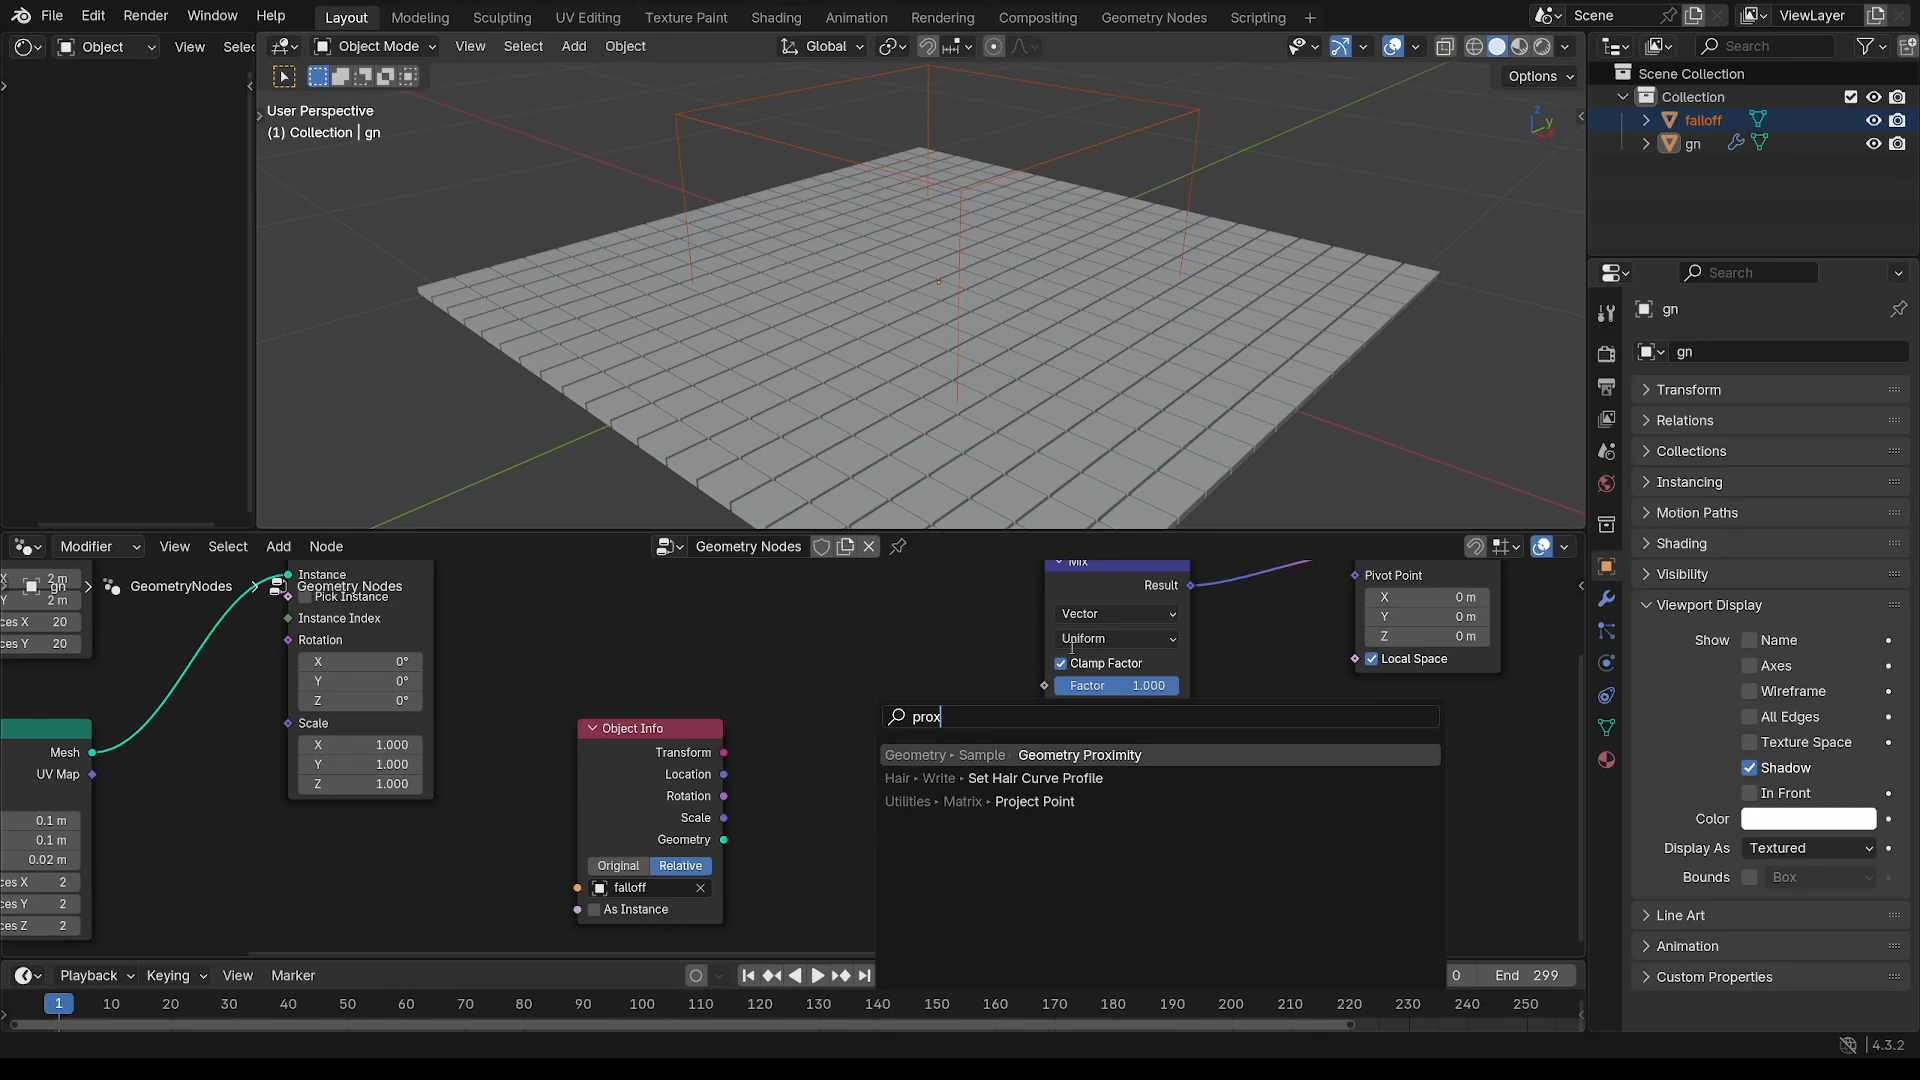 File Edit Render Window Help Layout Modeling Sculpting UV Editing Texture Paint Shading Animation Rendering Compositing Geometry Nodes Scripting + Scene ViewLayer
Object View Selec Object Mode View Select Add Object Global Search
Options
User Perspective
(1) Collection | gn
Z
Y
X
Scene Collection
Collection
falloff
gn
Search
gn
gn
Transform
Relations
Collections
Instancing
Motion Paths
Shading
Visibility
Viewport Display
Show Name
Axes
Wireframe
All Edges
Texture Space
Shadow
In Front
Color
Display As Textured
Bounds Box
Line Art
Animation
Custom Properties
Modifier View Select Add Node Geometry Nodes
gn GeometryNodes Geometry Nodes
X 2 m
Y 2 m
ces X 20
ces Y 20
Mesh
UV Map
0.1 m
0.1 m
0.02 m
ces X 2
ces Y 2
ces Z 2
Instance
Pick Instance
Instance Index
Rotation
X 0°
Y 0°
Z 0°
Scale
X 1.000
Y 1.000
Z 1.000
Object Info
Transform
Location
Rotation
Scale
Geometry
Original Relative
falloff
As Instance
Mix
Result
Vector
Uniform
Clamp Factor
Factor 1.000
Pivot Point
X 0 m
Y 0 m
Z 0 m
Local Space
prox
Geometry ▸ Sample ▸ Geometry Proximity
Hair ▸ Write ▸ Set Hair Curve Profile
Utilities ▸ Matrix ▸ Project Point
Playback Keying View Marker 0 End 299
1 10 20 30 40 50 60 70 80 90 100 110 120 130 140 150 160 170 180 190 200 210 220 230 240 250
4.3.2